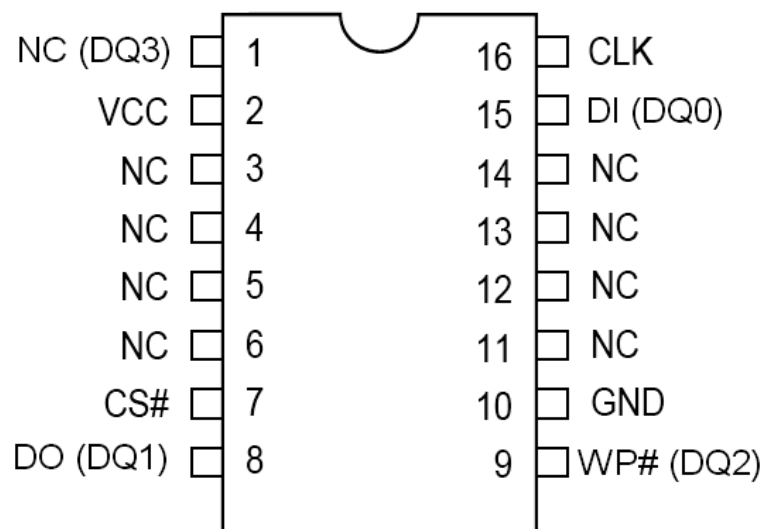 NC (DQ3) 1 16 CLK
VCC 2 15 DI (DQ0)
NC 3 14 NC
NC 4 13 NC
NC 5 12 NC
NC 6 11 NC
CS# 7 10 GND
DO (DQ1) 8 9 WP# (DQ2)